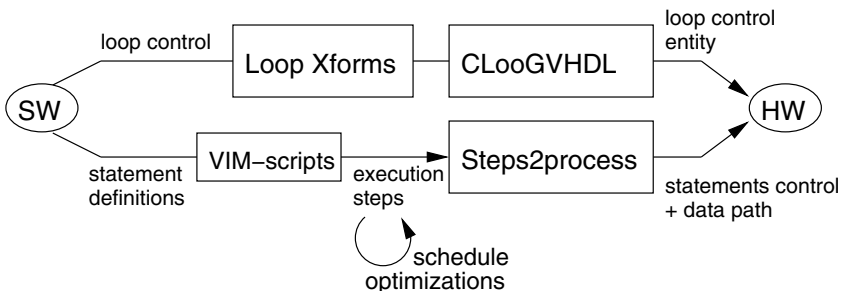 loop control
Loop Xforms
CLooGVHDL
loop control
entity
SW
HW
statement
definitions
VIM-scripts
execution
steps
Steps2process
statements control
+ data path
schedule
optimizations